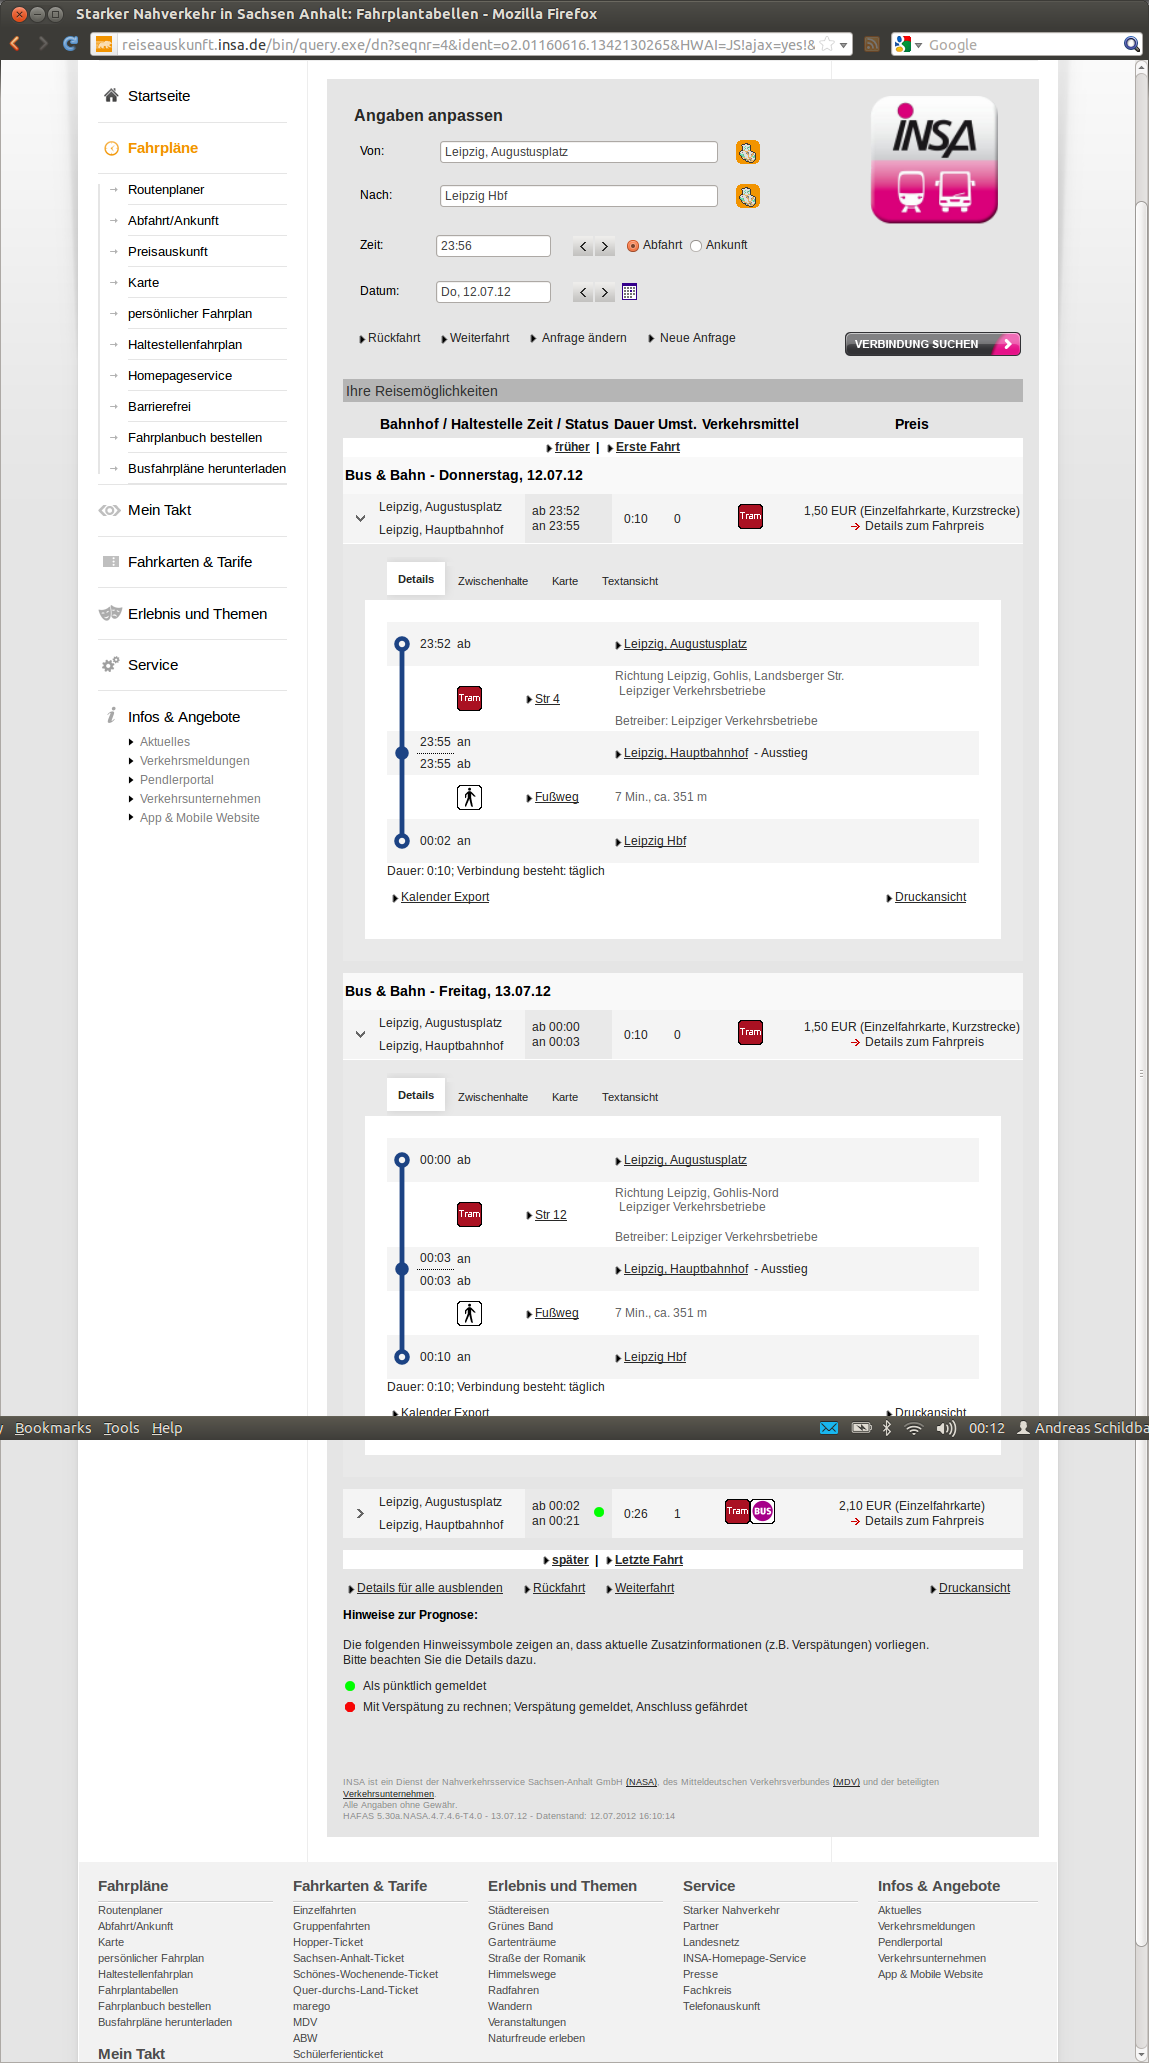 Starker Nahverkehr in Sachsen Anhalt: Fahrplantabellen - Mozilla Firefox
reiseauskunft.insa.de/bin/query.exe/dn?seqnr=4&ident=o2.01160616.1342130265&HWAI=JS!ajax=yes!&
Google
Startseite
Fahrpläne
Routenplaner
Abfahrt/Ankunft
Preisauskunft
Karte
persönlicher Fahrplan
Haltestellenfahrplan
Homepageservice
Barrierefrei
Fahrplanbuch bestellen
Busfahrpläne herunterladen
Mein Takt
Fahrkarten & Tarife
Erlebnis und Themen
Service
Infos & Angebote
Aktuelles
Verkehrsmeldungen
Pendlerportal
Verkehrsunternehmen
App & Mobile Website
Angaben anpassen
Von: Leipzig, Augustusplatz
Nach: Leipzig Hbf
Zeit: 23:56 Abfahrt Ankunft
Datum: Do, 12.07.12
INSA
Rückfahrt Weiterfahrt Anfrage ändern Neue Anfrage
VERBINDUNG SUCHEN
Ihre Reisemöglichkeiten
Bahnhof / Haltestelle Zeit / Status Dauer Umst. Verkehrsmittel Preis
früher | Erste Fahrt
Bus & Bahn - Donnerstag, 12.07.12
Leipzig, Augustusplatz ab 23:52
Leipzig, Hauptbahnhof an 23:55
0:10 0 Tram
1,50 EUR (Einzelfahrkarte, Kurzstrecke)
Details zum Fahrpreis
Details Zwischenhalte Karte Textansicht
23:52 ab Leipzig, Augustusplatz
Tram Str 4
Richtung Leipzig, Gohlis, Landsberger Str.
Leipziger Verkehrsbetriebe
Betreiber: Leipziger Verkehrsbetriebe
23:55 an
23:55 ab
Leipzig, Hauptbahnhof - Ausstieg
Fußweg 7 Min., ca. 351 m
00:02 an Leipzig Hbf
Dauer: 0:10; Verbindung besteht: täglich
Kalender Export Druckansicht
Bus & Bahn - Freitag, 13.07.12
Leipzig, Augustusplatz ab 00:00
Leipzig, Hauptbahnhof an 00:03
0:10 0 Tram
1,50 EUR (Einzelfahrkarte, Kurzstrecke)
Details zum Fahrpreis
Details Zwischenhalte Karte Textansicht
00:00 ab Leipzig, Augustusplatz
Tram Str 12
Richtung Leipzig, Gohlis-Nord
Leipziger Verkehrsbetriebe
Betreiber: Leipziger Verkehrsbetriebe
00:03 an
00:03 ab
Leipzig, Hauptbahnhof - Ausstieg
Fußweg 7 Min., ca. 351 m
00:10 an Leipzig Hbf
Dauer: 0:10; Verbindung besteht: täglich
Kalender Export Druckansicht
y Bookmarks Tools Help 00:12 Andreas Schildba
Leipzig, Augustusplatz ab 00:02
Leipzig, Hauptbahnhof an 00:21
0:26 1 Tram BUS
2,10 EUR (Einzelfahrkarte)
Details zum Fahrpreis
später | Letzte Fahrt
Details für alle ausblenden Rückfahrt Weiterfahrt Druckansicht
Hinweise zur Prognose:
Die folgenden Hinweissymbole zeigen an, dass aktuelle Zusatzinformationen (z.B. Verspätungen) vorliegen.
Bitte beachten Sie die Details dazu.
Als pünktlich gemeldet
Mit Verspätung zu rechnen; Verspätung gemeldet, Anschluss gefährdet
INSA ist ein Dienst der Nahverkehrsservice Sachsen-Anhalt GmbH (NASA), des Mitteldeutschen Verkehrsverbundes (MDV) und der beteiligten
Verkehrsunternehmen.
Alle Angaben ohne Gewähr.
HAFAS 5.30a.NASA.4.7.4.6-T4.0 - 13.07.12 - Datenstand: 12.07.2012 16:10:14
Fahrpläne
Routenplaner
Abfahrt/Ankunft
Karte
persönlicher Fahrplan
Haltestellenfahrplan
Fahrplantabellen
Fahrplanbuch bestellen
Busfahrpläne herunterladen
Mein Takt
Fahrkarten & Tarife
Einzelfahrten
Gruppenfahrten
Hopper-Ticket
Sachsen-Anhalt-Ticket
Schönes-Wochenende-Ticket
Quer-durchs-Land-Ticket
marego
MDV
ABW
Schülerferienticket
Erlebnis und Themen
Städtereisen
Grünes Band
Gartenträume
Straße der Romanik
Himmelswege
Radfahren
Wandern
Veranstaltungen
Naturfreude erleben
Service
Starker Nahverkehr
Partner
Landesnetz
INSA-Homepage-Service
Presse
Fachkreis
Telefonauskunft
Infos & Angebote
Aktuelles
Verkehrsmeldungen
Pendlerportal
Verkehrsunternehmen
App & Mobile Website